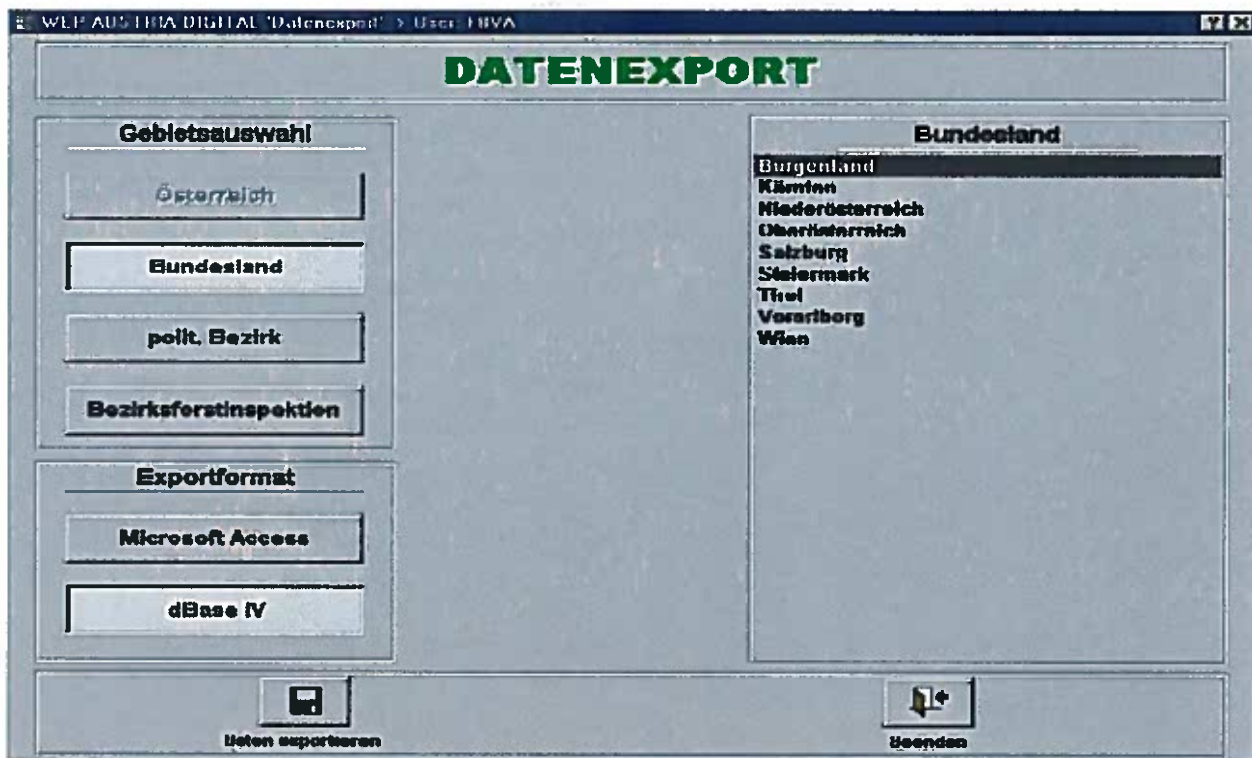 WEP AUSTRIA DIGITAL 'Datenexport' -> User: FBVA
DATENEXPORT
Gebietsauswahl
Österreich
Bundesland
polit. Bezirk
Bezirksforstinspektion
Exportformat
Microsoft Access
dBase IV
Bundesland
Burgenland
Kärnten
Niederösterreich
Oberösterreich
Salzburg
Steiermark
Tirol
Vorarlberg
Wien
Daten exportieren
Beenden